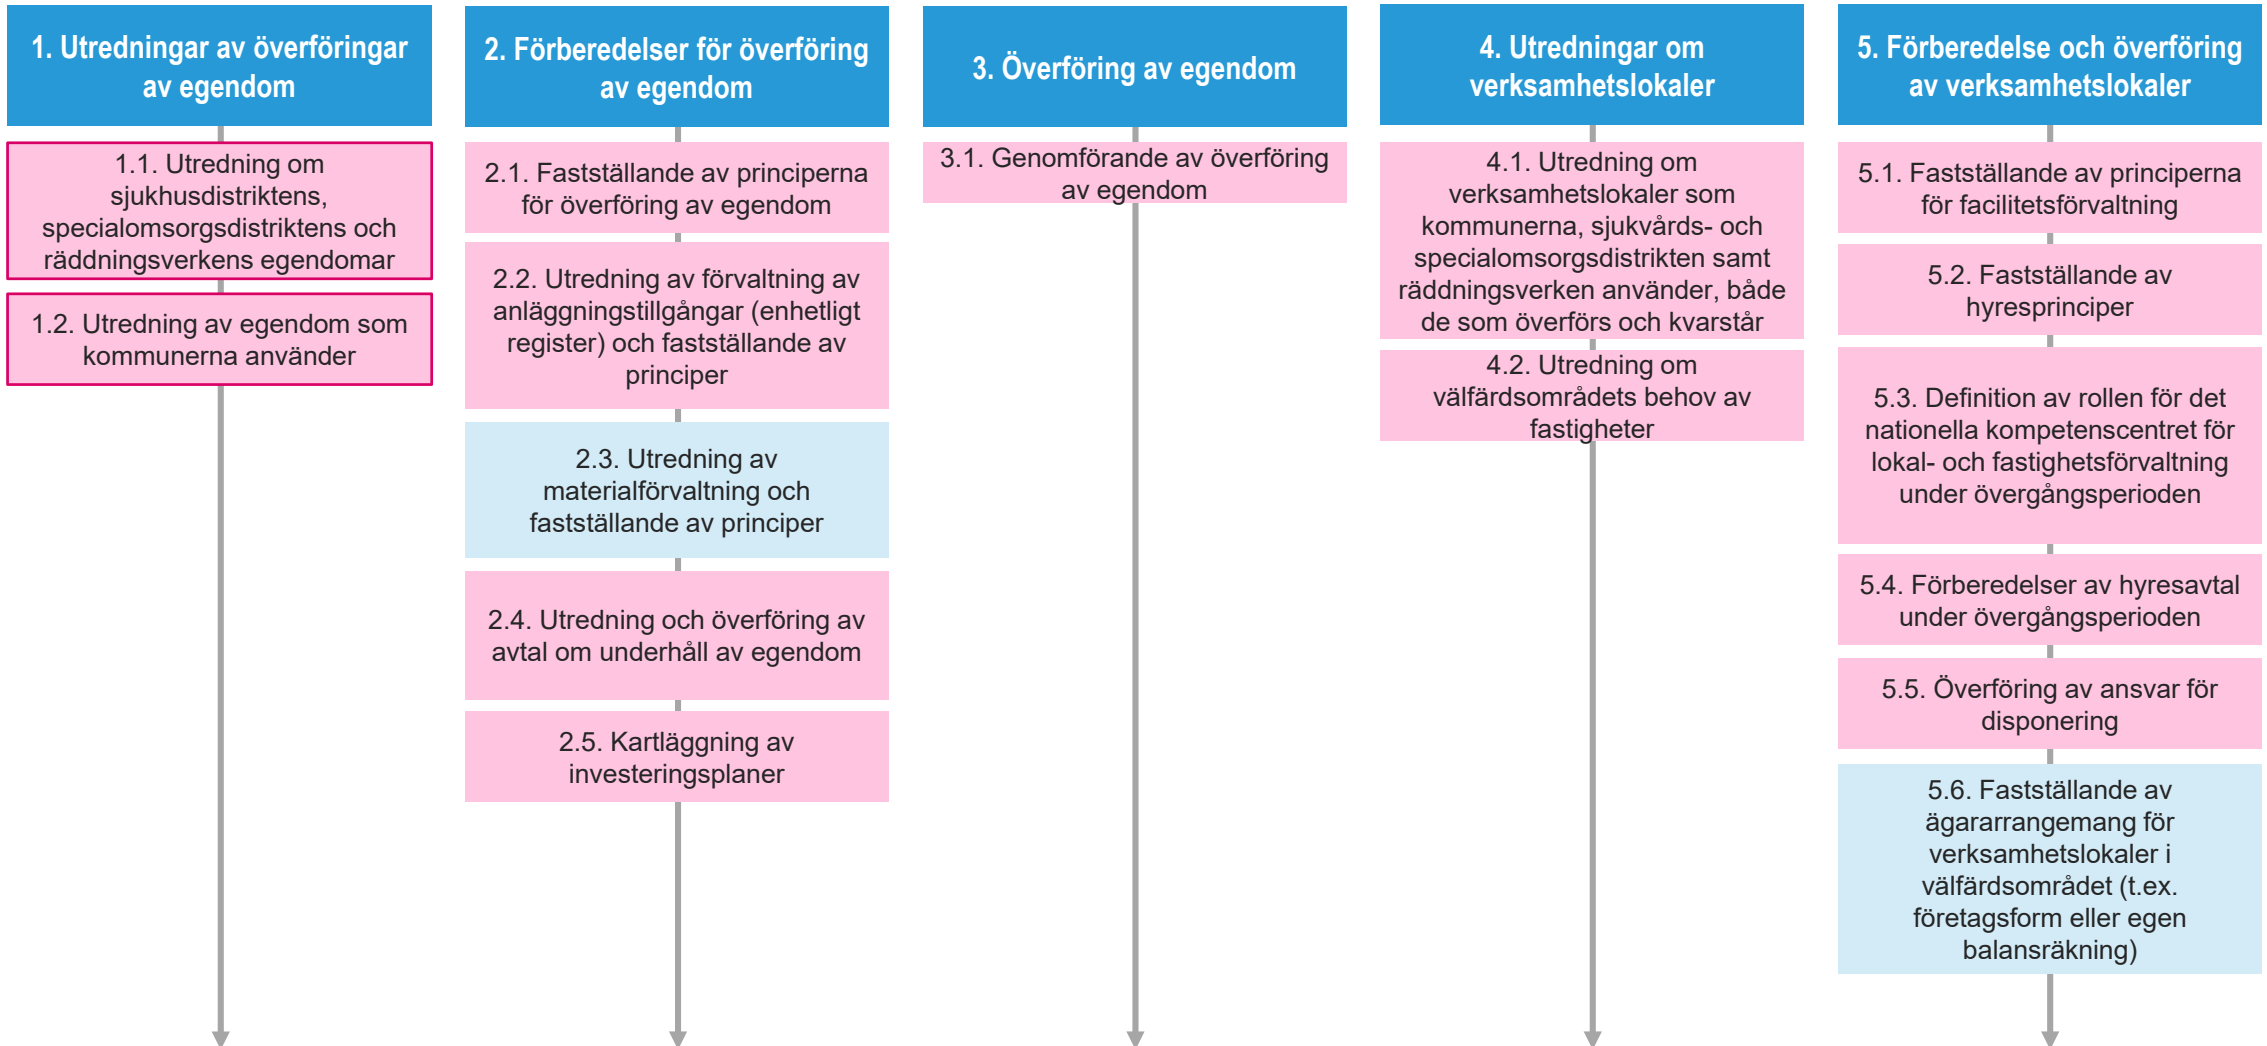 1. Utredningar av överföringar
av egendom
1.1. Utredning om
sjukhusdistriktens,
specialomsorgsdistriktens och
räddningsverkens egendomar
1.2. Utredning av egendom som
kommunerna använder
2. Förberedelser för överföring
av egendom
2.1. Fastställande av principerna
för överföring av egendom
2.2. Utredning av förvaltning av
anläggningstillgångar (enhetligt
register) och fastställande av
principer
2.3. Utredning av
materialförvaltning och
fastställande av principer
2.4. Utredning och överföring av
avtal om underhåll av egendom
2.5. Kartläggning av
investeringsplaner
3. Överföring av egendom
3.1. Genomförande av överföring
av egendom
4. Utredningar om
verksamhetslokaler
4.1. Utredning om
verksamhetslokaler som
kommunerna, sjukvårds- och
specialomsorgsdistrikten samt
räddningsverken använder, både
de som överförs och kvarstår
4.2. Utredning om
välfärdsområdets behov av
fastigheter
5. Förberedelse och överföring
av verksamhetslokaler
5.1. Fastställande av principerna
för facilitetsförvaltning
5.2. Fastställande av
hyresprinciper
5.3. Definition av rollen för det
nationella kompetenscentret för
lokal- och fastighetsförvaltning
under övergångsperioden
5.4. Förberedelser av hyresavtal
under övergångsperioden
5.5. Överföring av ansvar för
disponering
5.6. Fastställande av
ägararrangemang för
verksamhetslokaler i
välfärdsområdet (t.ex.
företagsform eller egen
balansräkning)